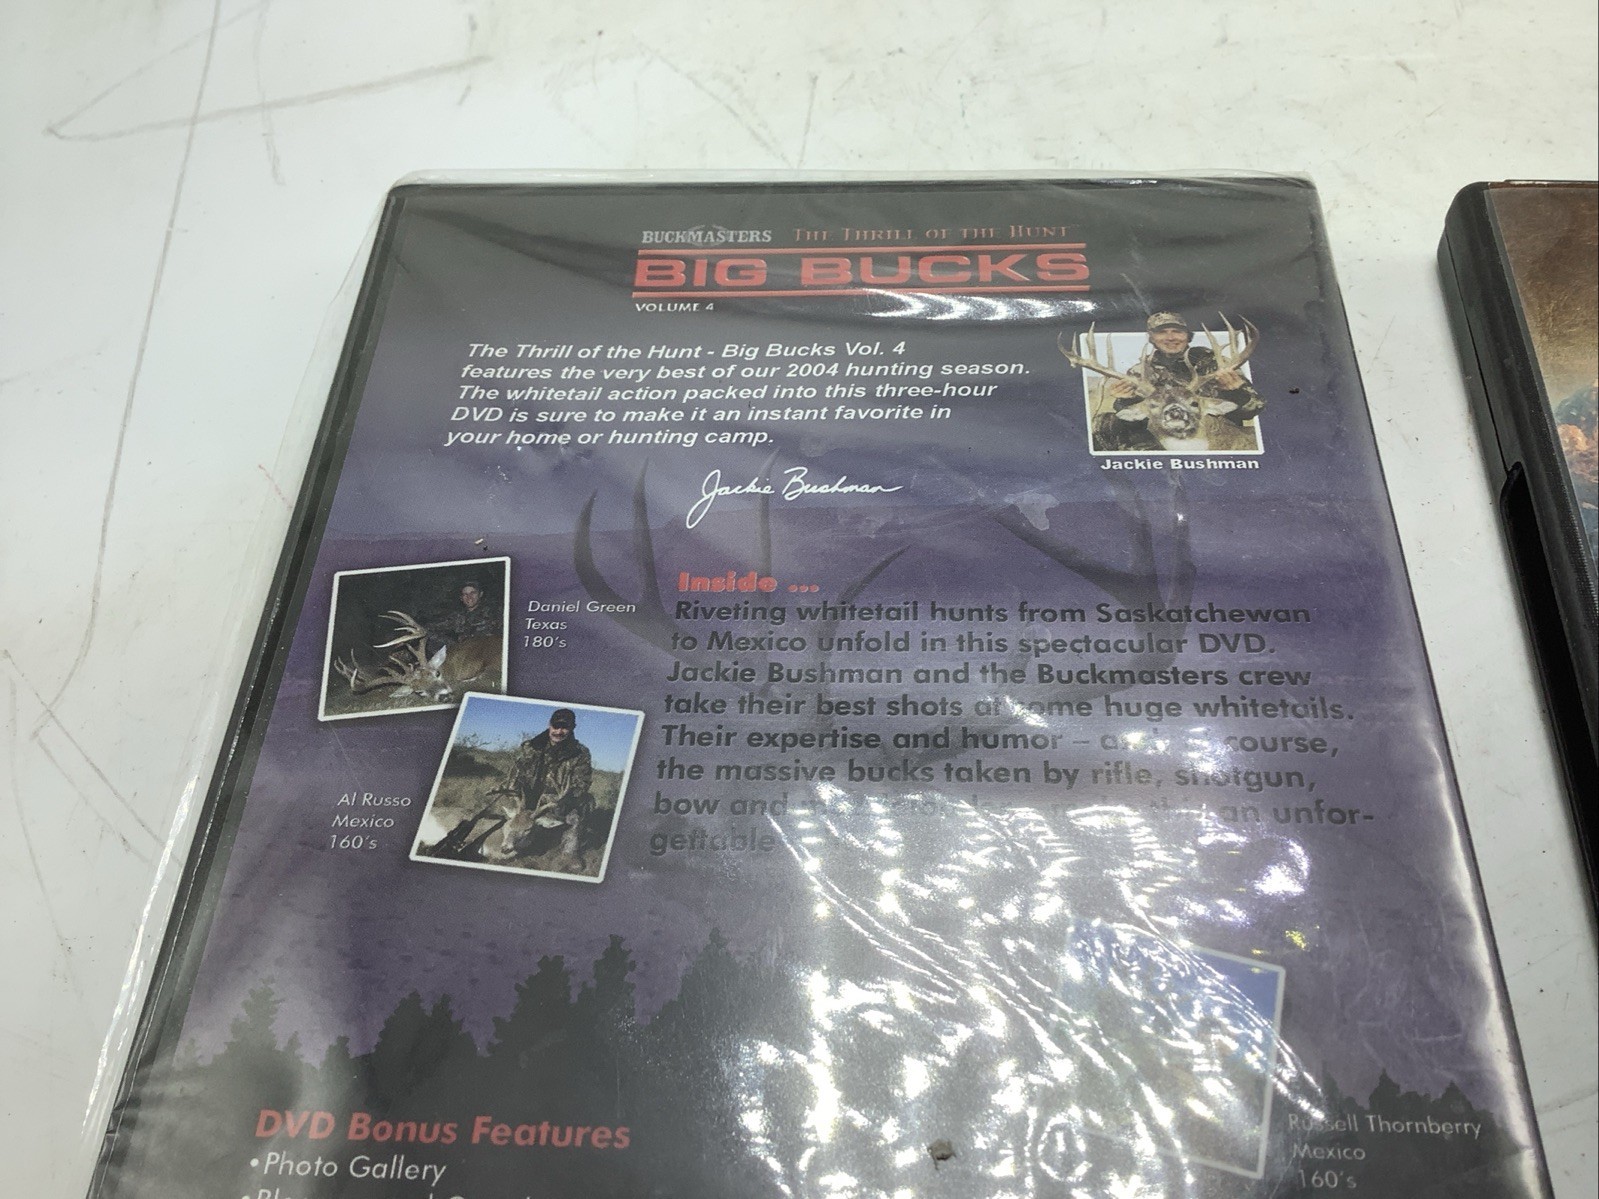 BUCKMASTERS THE THRILL OF THE HUNT
BIG BUCKS
VOLUME 4
The Thrill of the Hunt - Big Bucks Vol. 4
features the very best of our 2004 hunting season.
The whitetail action packed into this three-hour
DVD is sure to make it an instant favorite in
your home or hunting camp.
Jackie Bushman
Jackie Bushman
Daniel Green
Texas
180's
Al Russo
Mexico
160's
Inside ...
Riveting whitetail hunts from Saskatchewan
to Mexico unfold in this spectacular DVD.
Jackie Bushman and the Buckmasters crew
take their best shots at some huge whitetails.
Their expertise and humor – course,
the massive bucks taken by rifle, shotgun,
bow and an unfor-
gettable
Russell Thornberry
Mexico
160's
DVD Bonus Features
•Photo Gallery